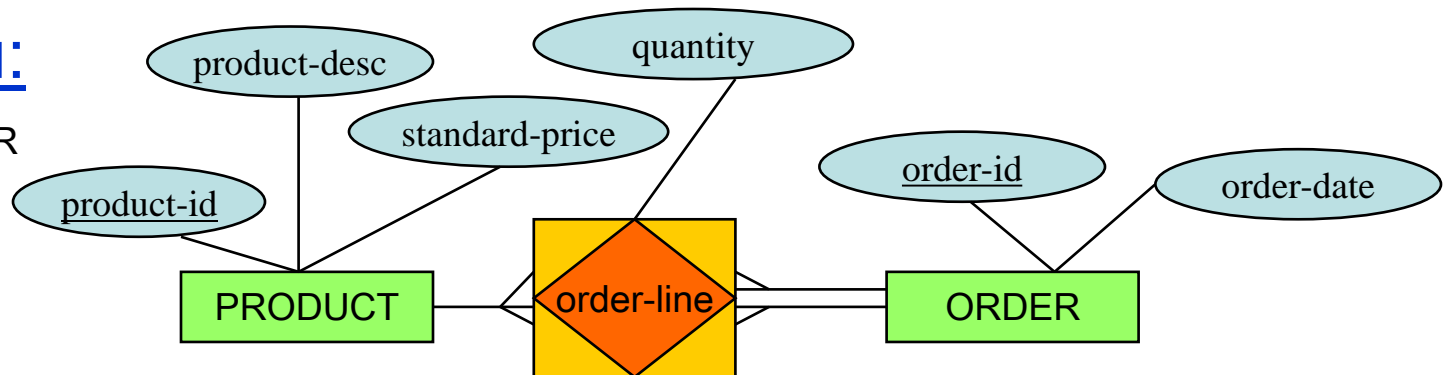 quantity
product-desc
R
standard-price
order-id
order-date
product-id
PRODUCT
order-line
ORDER